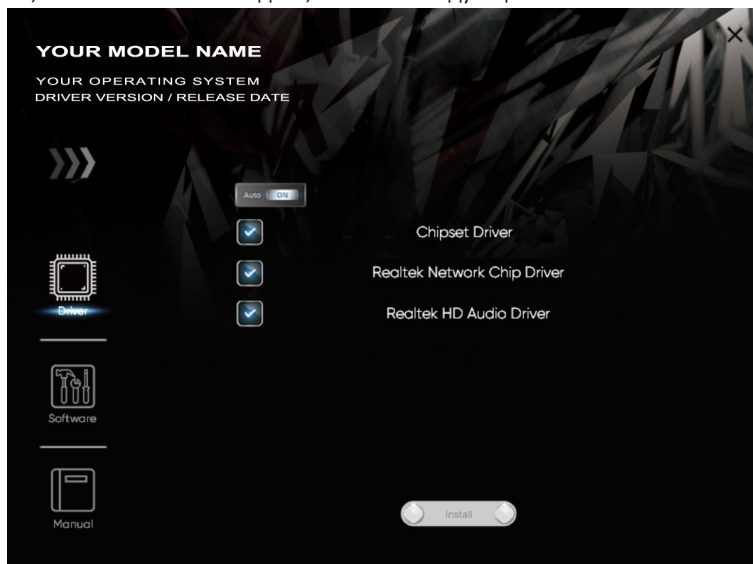 YOUR MODEL NAME
YOUR OPERATING SYSTEM
DRIVER VERSION / RELEASE DATE
Auto ON
Chipset Driver
Realtek Network Chip Driver
Realtek HD Audio Driver
Driver
Software
Manual
Install